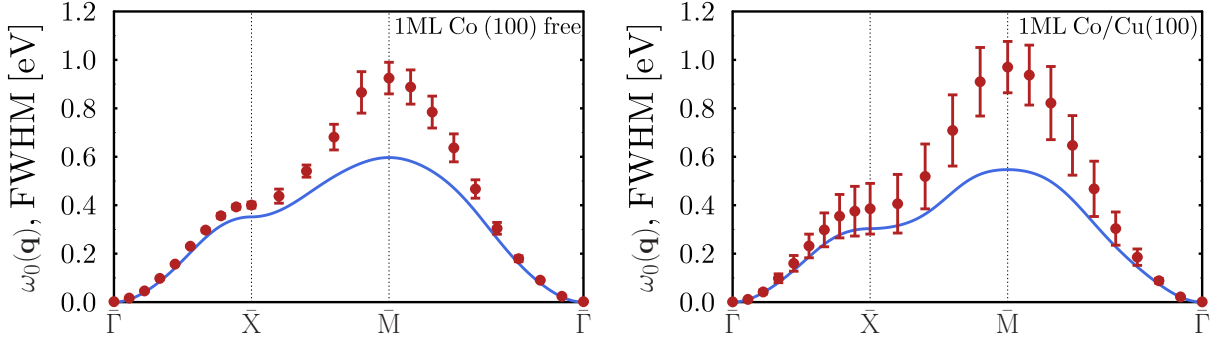 ω₀(𝐪), FWHM [eV]
1.2
1.0
0.8
0.6
0.4
0.2
0.0
1ML Co (100) free
Γ̄ X̄ M̄ Γ̄
ω₀(𝐪), FWHM [eV]
1.2
1.0
0.8
0.6
0.4
0.2
0.0
1ML Co/Cu(100)
Γ̄ X̄ M̄ Γ̄